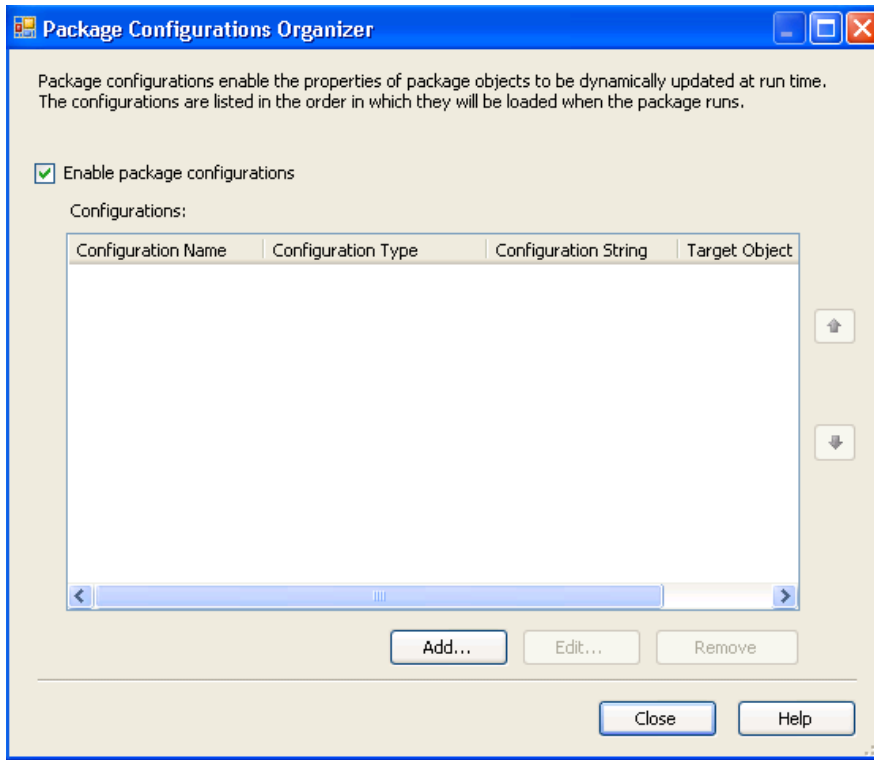 Package Configurations Organizer
Package configurations enable the properties of package objects to be dynamically updated at run time.
The configurations are listed in the order in which they will be loaded when the package runs.
Enable package configurations
Configurations:
Configuration Name Configuration Type Configuration String Target Object
Add... Edit... Remove
Close Help